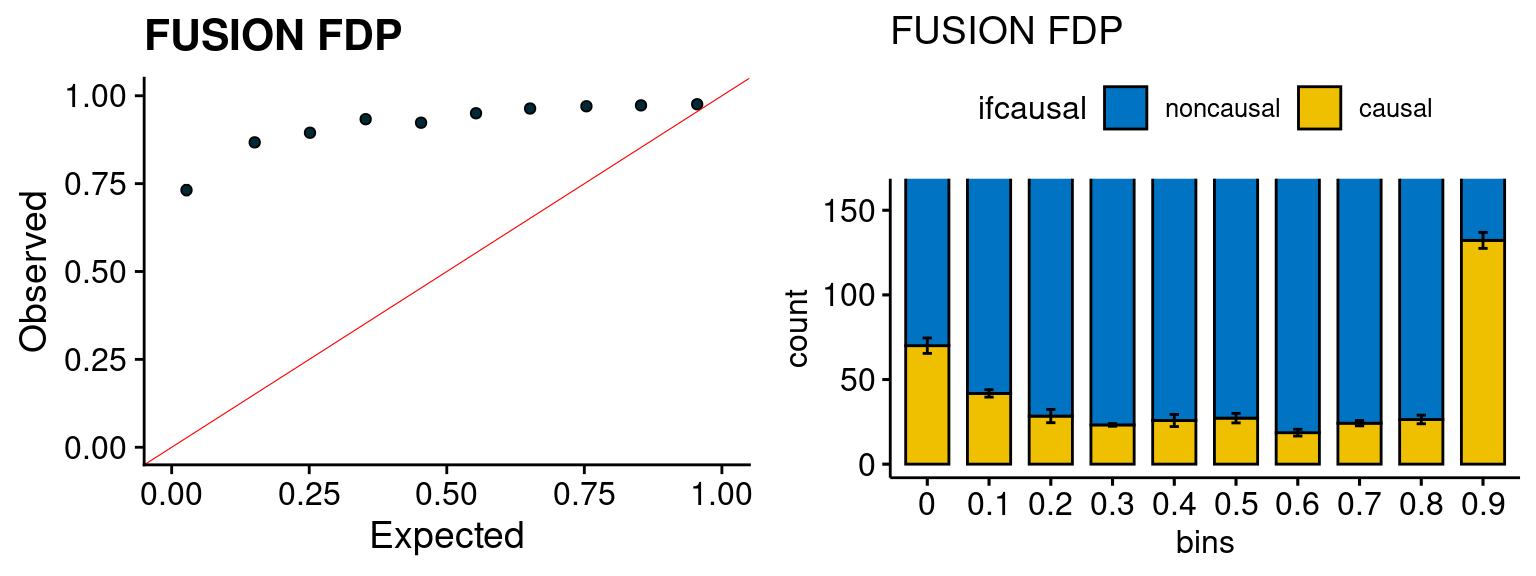 FUSION FDP
Observed
1.00
0.75
0.50
0.25
0.00
0.00 0.25 0.50 0.75 1.00
Expected
FUSION FDP
ifcausal noncausal causal
count
150
100
50
0
0 0.1 0.2 0.3 0.4 0.5 0.6 0.7 0.8 0.9
bins